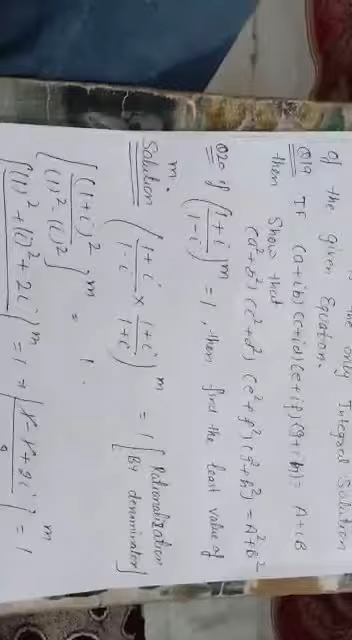 the only Integral Solution
of the given Equation.
Q19 IF (a+ib)(c+id)(e+if)(g+ih) = A+iB
then Show that
(a²+b²)(c²+d²)(e²+f²)(g²+h²) = A²+B²
Q20 if (1+i/1-i)^m = 1, then find the least value of
m.
Solution (1+i/1-i × 1+i/1+i)^m = 1 [Rationalization
By denominator]
[(1+i)²/(1)²-(i)²]^m = 1.
[(1)²+(i)²+2i]^m = 1 ⇒ [1-1+2i/2]^m = 1